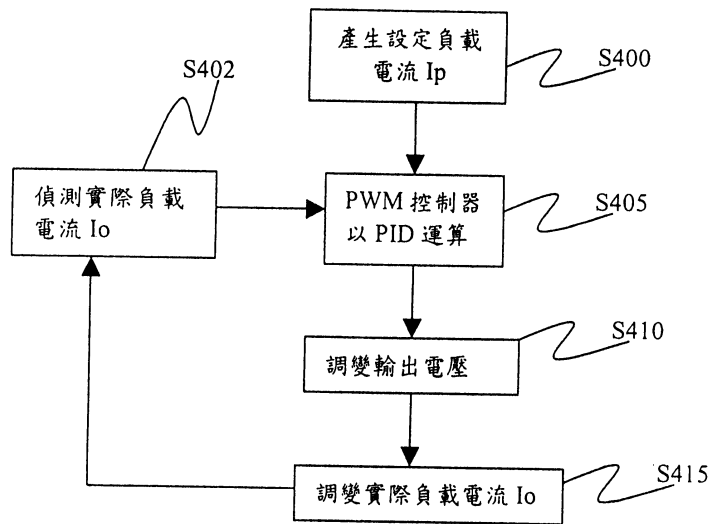 產生設定負載
電流 Ip
S400
S402
偵測實際負載
電流 Io
PWM 控制器
以 PID 運算
S405
調變輸出電壓
S410
調變實際負載電流 Io
S415